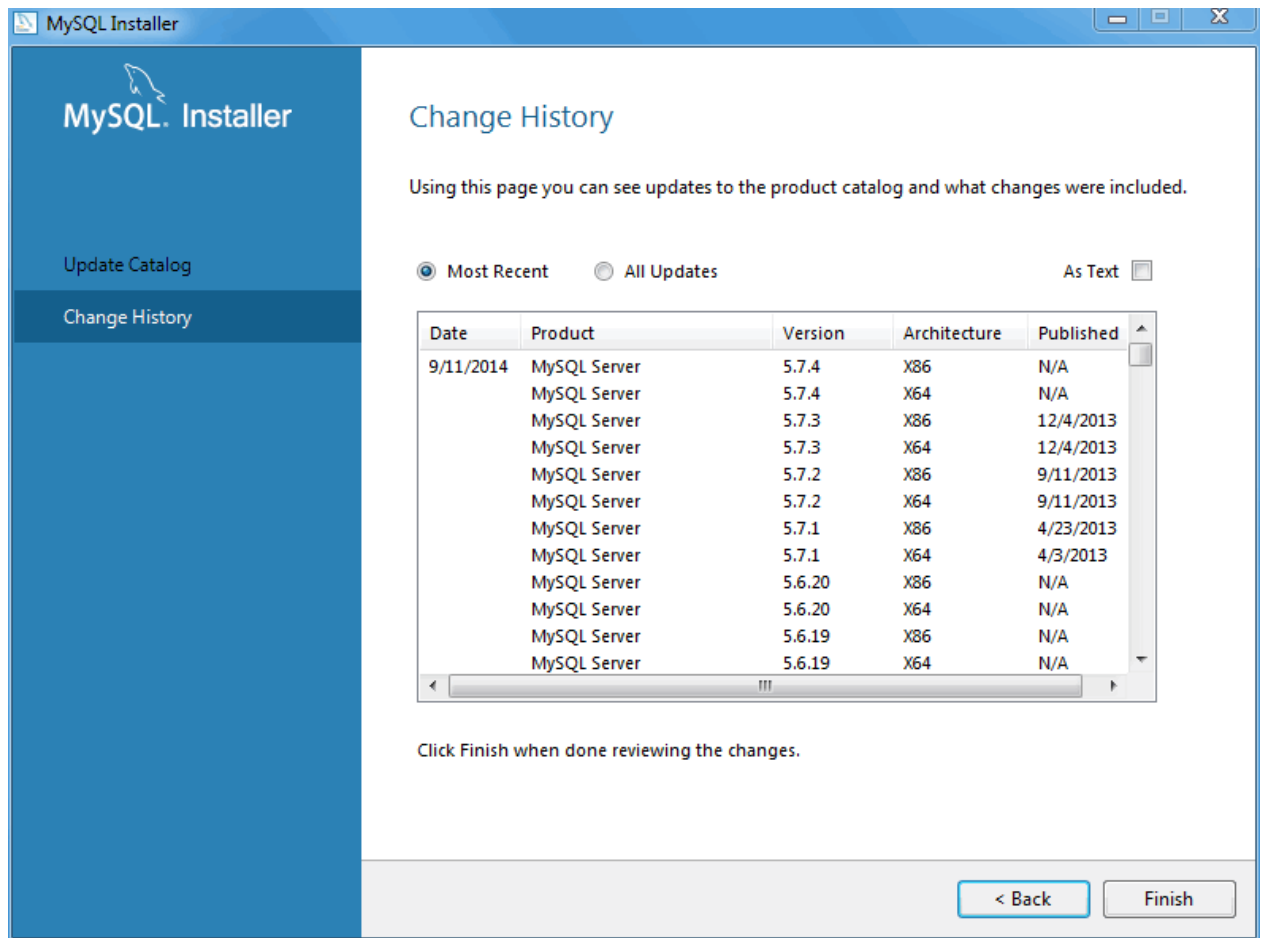 MySQL Installer
MySQL. Installer
Update Catalog
Change History
Change History
Using this page you can see updates to the product catalog and what changes were included.
Most Recent All Updates As Text
Date Product Version Architecture Published
9/11/2014 MySQL Server 5.7.4 X86 N/A
MySQL Server 5.7.4 X64 N/A
MySQL Server 5.7.3 X86 12/4/2013
MySQL Server 5.7.3 X64 12/4/2013
MySQL Server 5.7.2 X86 9/11/2013
MySQL Server 5.7.2 X64 9/11/2013
MySQL Server 5.7.1 X86 4/23/2013
MySQL Server 5.7.1 X64 4/3/2013
MySQL Server 5.6.20 X86 N/A
MySQL Server 5.6.20 X64 N/A
MySQL Server 5.6.19 X86 N/A
MySQL Server 5.6.19 X64 N/A
Click Finish when done reviewing the changes.
< Back Finish